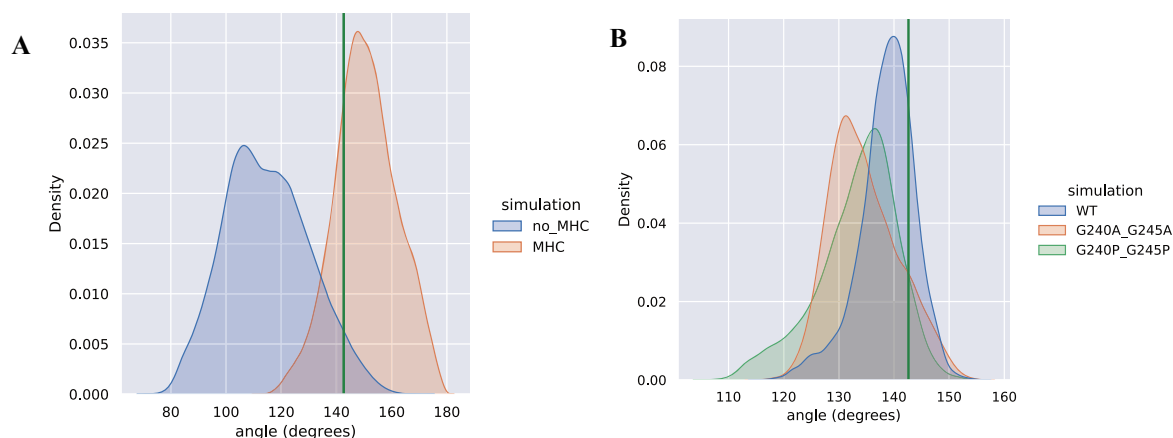 A
0.035
0.030
0.025
0.020
0.015
0.010
0.005
0.000
Density
80 100 120 140 160 180
angle (degrees)
simulation
no_MHC
MHC
B
0.08
0.06
0.04
0.02
0.00
Density
110 120 130 140 150 160
angle (degrees)
simulation
WT
G240A_G245A
G240P_G245P